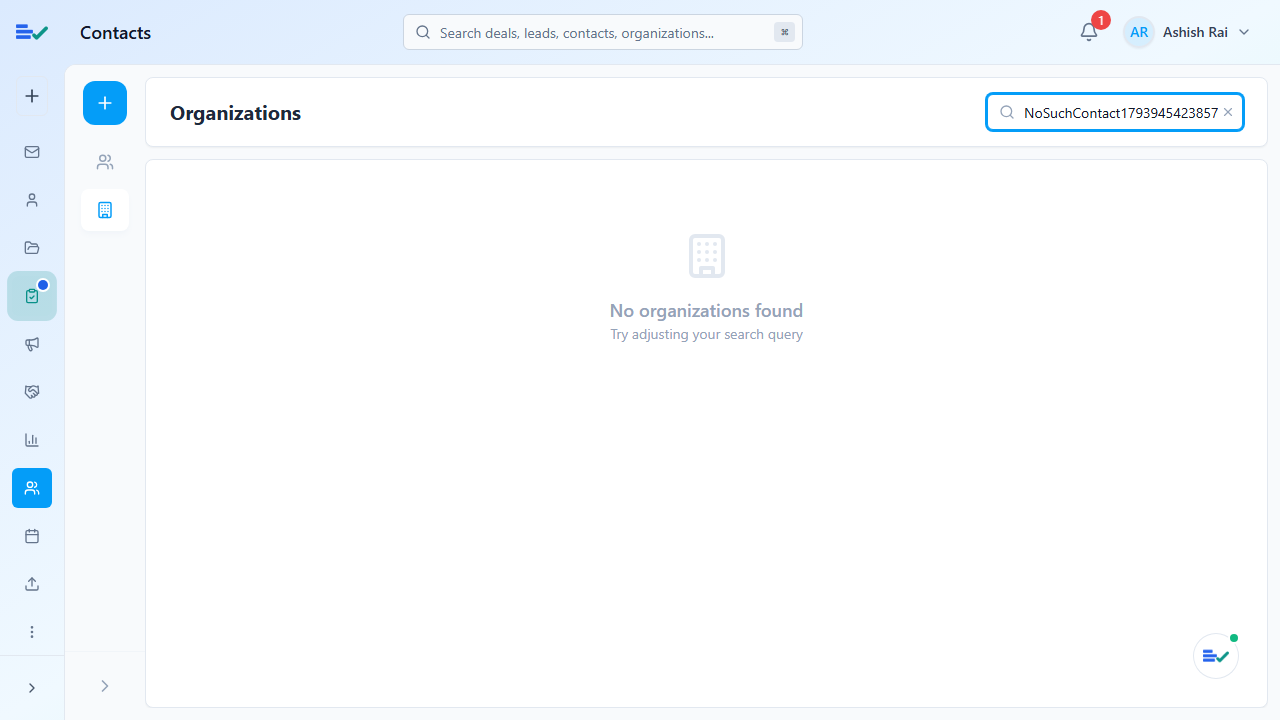 Contacts
Search deals, leads, contacts, organizations...
⌘
1
AR
Ashish Rai
Organizations
NoSuchContact1793945423857
No organizations found
Try adjusting your search query